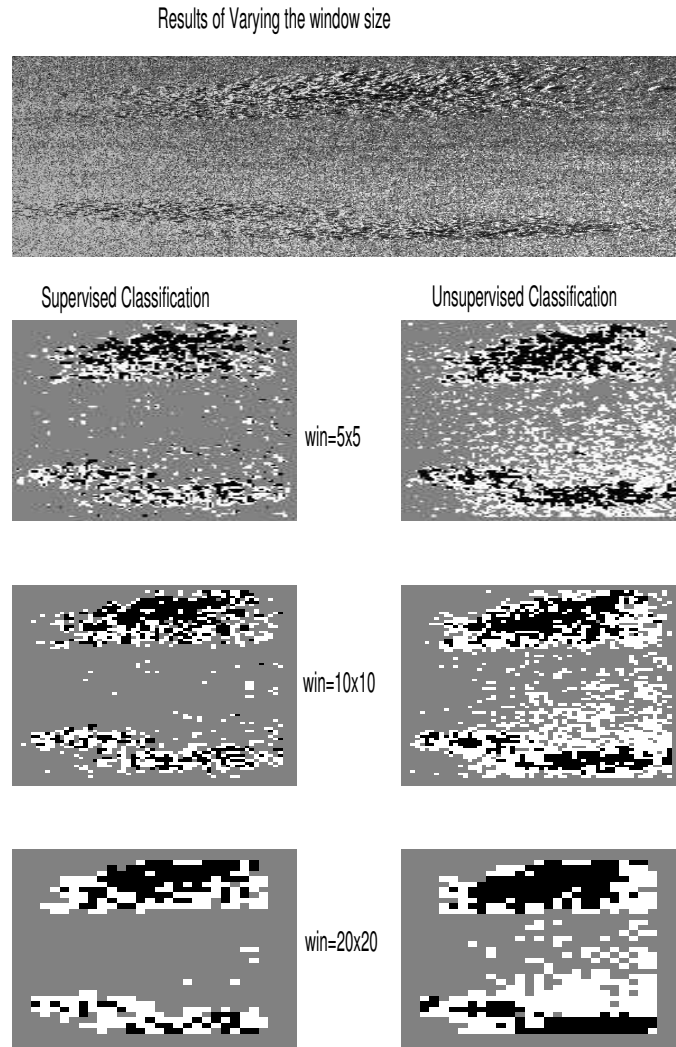 Results of Varying the window size
Supervised Classification
Unsupervised Classification
win=5x5
win=10x10
win=20x20